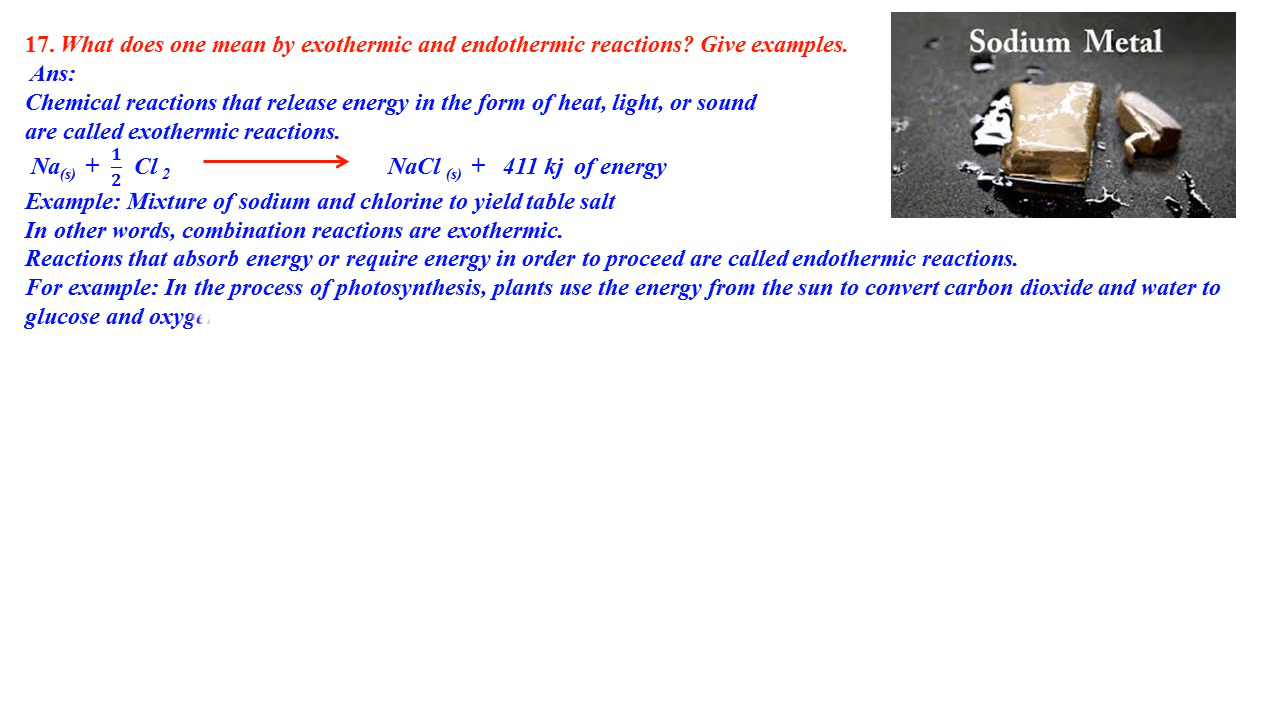 17. What does one mean by exothermic and endothermic reactions? Give examples.
Sodium Metal
Ans:
Chemical reactions that release energy in the form of heat, light, or sound
are called exothermic reactions.
Na(s) + 1/2 Cl 2 → NaCl (s) + 411 kj of energy
Example: Mixture of sodium and chlorine to yield table salt
In other words, combination reactions are exothermic.
Reactions that absorb energy or require energy in order to proceed are called endothermic reactions.
For example: In the process of photosynthesis, plants use the energy from the sun to convert carbon dioxide and water to
glucose and